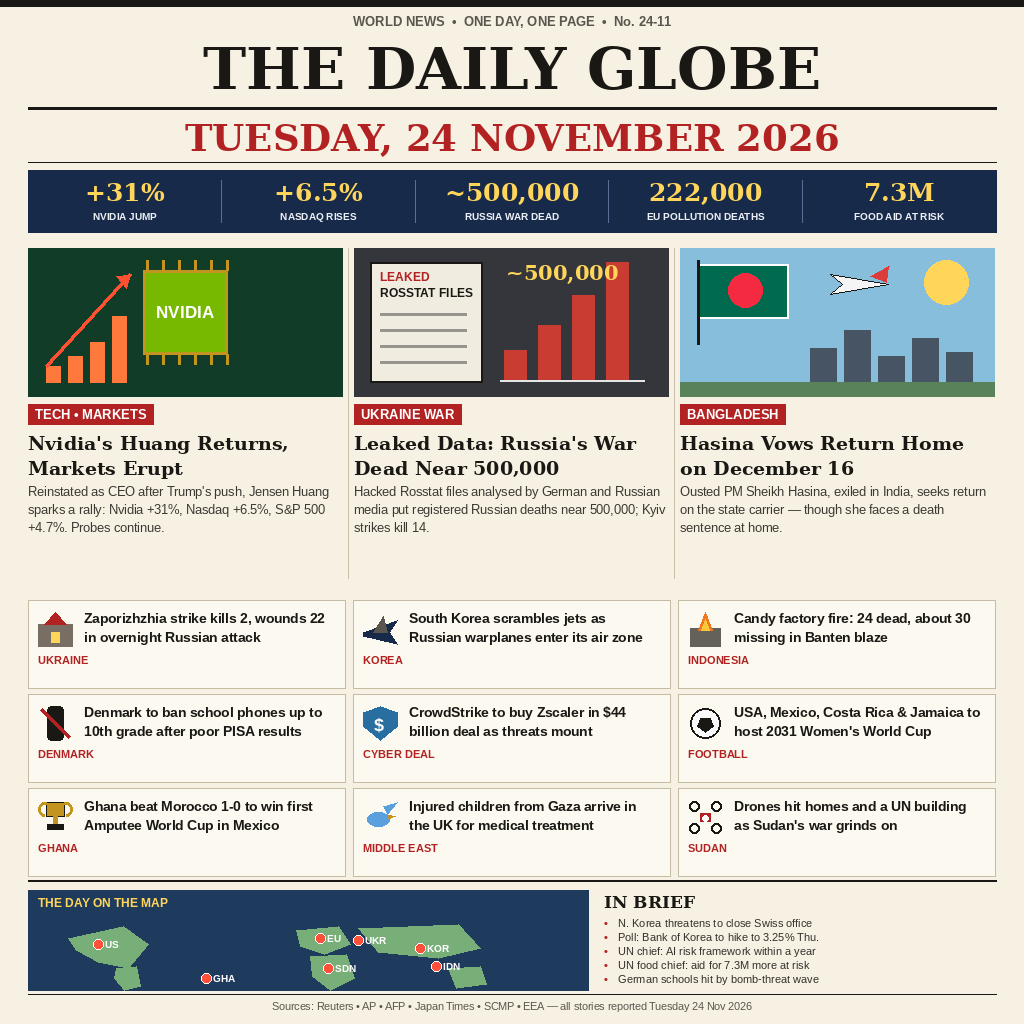 WORLD NEWS • ONE DAY, ONE PAGE • No. 24-11
THE DAILY GLOBE
TUESDAY, 24 NOVEMBER 2026
+31%
NVIDIA JUMP
+6.5%
NASDAQ RISES
~500,000
RUSSIA WAR DEAD
222,000
EU POLLUTION DEATHS
7.3M
FOOD AID AT RISK
NVIDIA
TECH • MARKETS
Nvidia's Huang Returns,
Markets Erupt
Reinstated as CEO after Trump's push, Jensen Huang
sparks a rally: Nvidia +31%, Nasdaq +6.5%, S&P 500
+4.7%. Probes continue.
LEAKED
ROSSTAT FILES
~500,000
UKRAINE WAR
Leaked Data: Russia's War
Dead Near 500,000
Hacked Rosstat files analysed by German and Russian
media put registered Russian deaths near 500,000; Kyiv
strikes kill 14.
BANGLADESH
Hasina Vows Return Home
on December 16
Ousted PM Sheikh Hasina, exiled in India, seeks return
on the state carrier — though she faces a death
sentence at home.
Zaporizhzhia strike kills 2, wounds 22
in overnight Russian attack
UKRAINE
South Korea scrambles jets as
Russian warplanes enter its air zone
KOREA
Candy factory fire: 24 dead, about 30
missing in Banten blaze
INDONESIA
Denmark to ban school phones up to
10th grade after poor PISA results
DENMARK
$
CrowdStrike to buy Zscaler in $44
billion deal as threats mount
CYBER DEAL
USA, Mexico, Costa Rica & Jamaica to
host 2031 Women's World Cup
FOOTBALL
Ghana beat Morocco 1-0 to win first
Amputee World Cup in Mexico
GHANA
Injured children from Gaza arrive in
the UK for medical treatment
MIDDLE EAST
Drones hit homes and a UN building
as Sudan's war grinds on
SUDAN
THE DAY ON THE MAP
US
EU
UKR
KOR
SDN
IDN
GHA
IN BRIEF
• N. Korea threatens to close Swiss office
• Poll: Bank of Korea to hike to 3.25% Thu.
• UN chief: AI risk framework within a year
• UN food chief: aid for 7.3M more at risk
• German schools hit by bomb-threat wave
Sources: Reuters • AP • AFP • Japan Times • SCMP • EEA — all stories reported Tuesday 24 Nov 2026